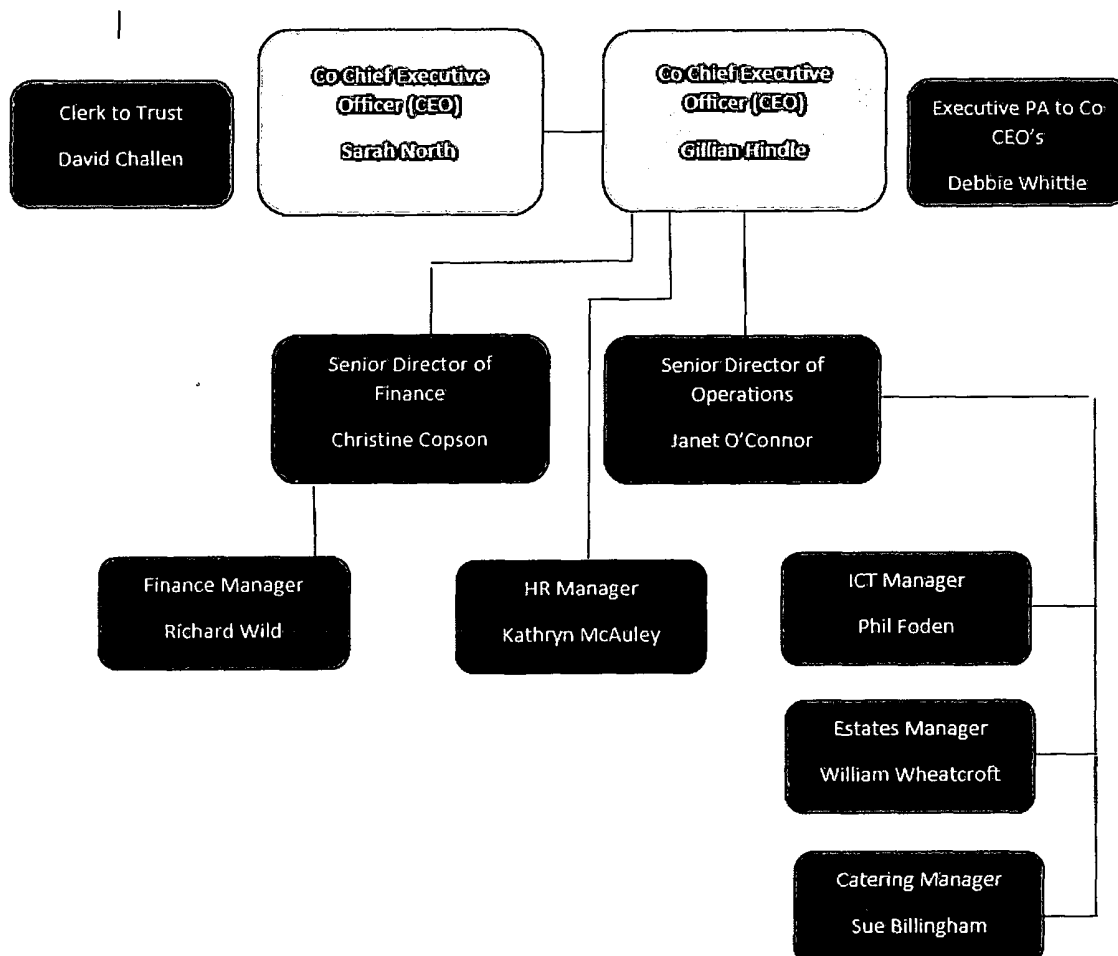 Clerk to Trust
David Challen
Co Chief Executive
Officer (CEO)
Sarah North
Co Chief Executive
Officer (CEO)
Gillian Hindle
Executive PA to Co
CEO's
Debbie Whittle
Senior Director of
Finance
Christine Copson
Senior Director of
Operations
Janet O'Connor
Finance Manager
Richard Wild
HR Manager
Kathryn McAuley
ICT Manager
Phil Foden
Estates Manager
William Wheatcroft
Catering Manager
Sue Billingham